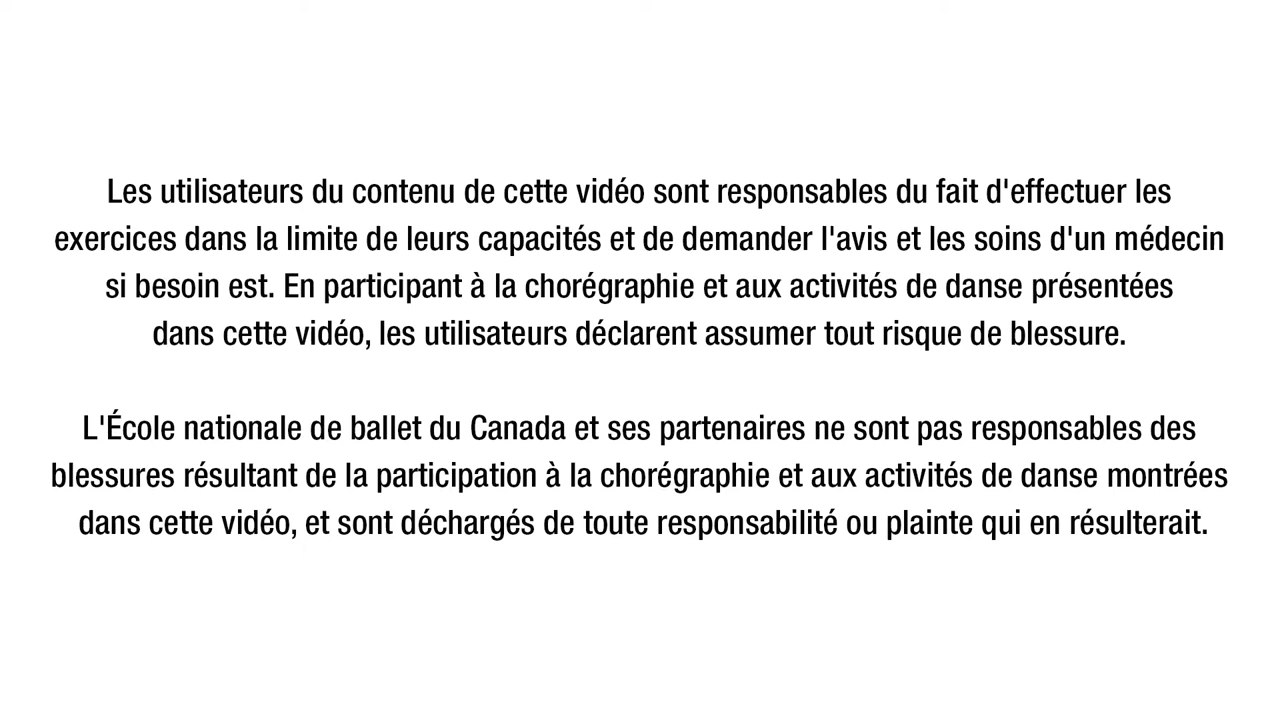 Les utilisateurs du contenu de cette vidéo sont responsables du fait d'effectuer les
exercices dans la limite de leurs capacités et de demander l'avis et les soins d'un médecin
si besoin est. En participant à la chorégraphie et aux activités de danse présentées
dans cette vidéo, les utilisateurs déclarent assumer tout risque de blessure.
L'École nationale de ballet du Canada et ses partenaires ne sont pas responsables des
blessures résultant de la participation à la chorégraphie et aux activités de danse montrées
dans cette vidéo, et sont déchargés de toute responsabilité ou plainte qui en résulterait.